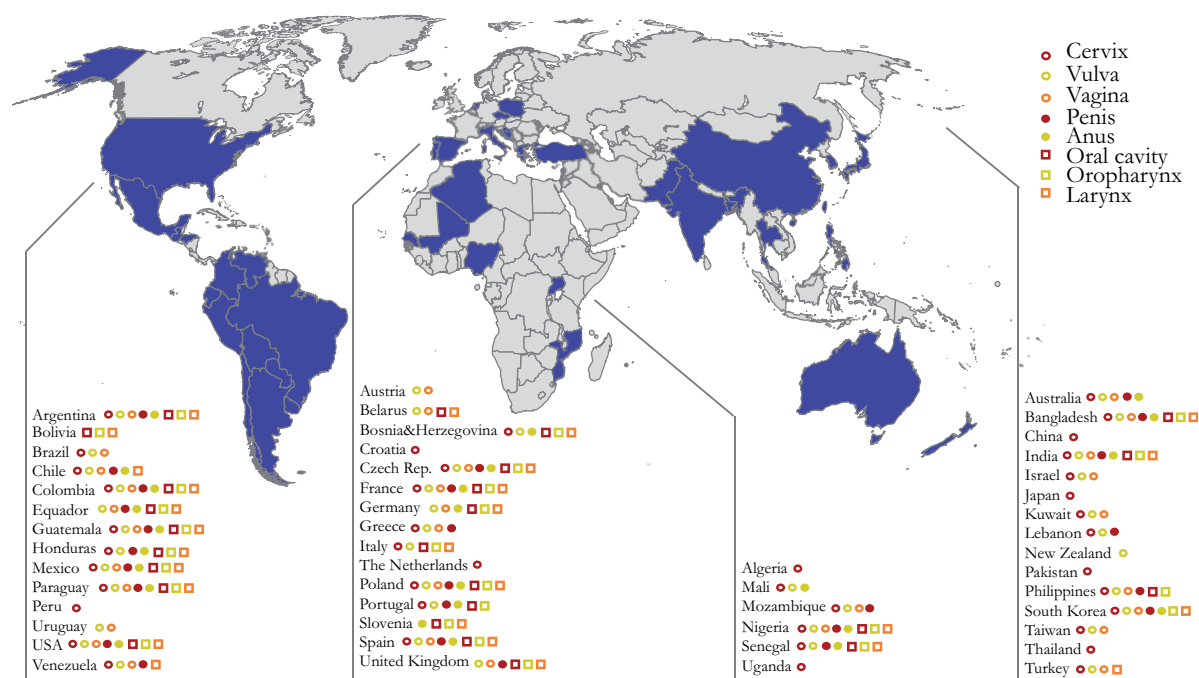 Cervix
Vulva
Vagina
Penis
Anus
Oral cavity
Oropharynx
Larynx
Argentina
Bolivia
Brazil
Chile
Colombia
Equador
Guatemala
Honduras
Mexico
Paraguay
Peru
Uruguay
USA
Venezuela
Austria
Belarus
Bosnia&Herzegovina
Croatia
Czech Rep.
France
Germany
Greece
Italy
The Netherlands
Poland
Portugal
Slovenia
Spain
United Kingdom
Algeria
Mali
Mozambique
Nigeria
Senegal
Uganda
Australia
Bangladesh
China
India
Israel
Japan
Kuwait
Lebanon
New Zealand
Pakistan
Philippines
South Korea
Taiwan
Thailand
Turkey